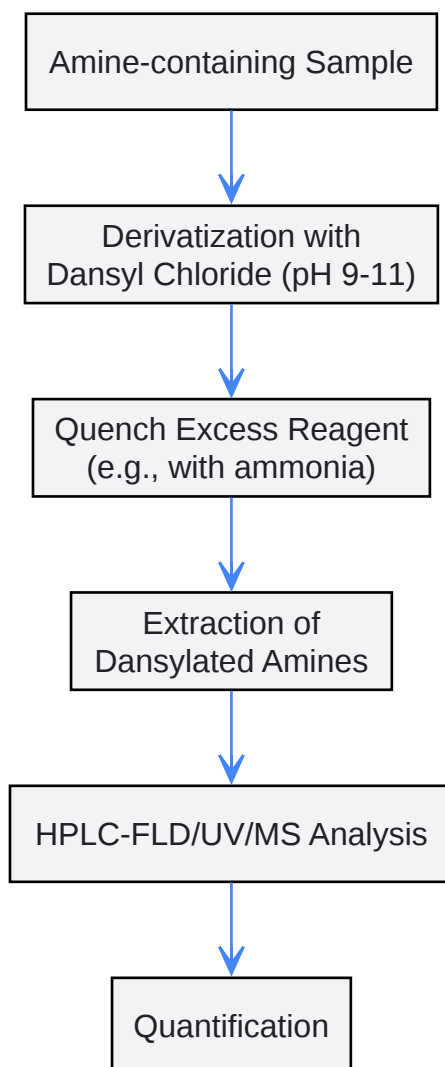 Amine-containing Sample
Derivatization with
Dansyl Chloride (pH 9-11)
Quench Excess Reagent
(e.g., with ammonia)
Extraction of
Dansylated Amines
HPLC-FLD/UV/MS Analysis
Quantification